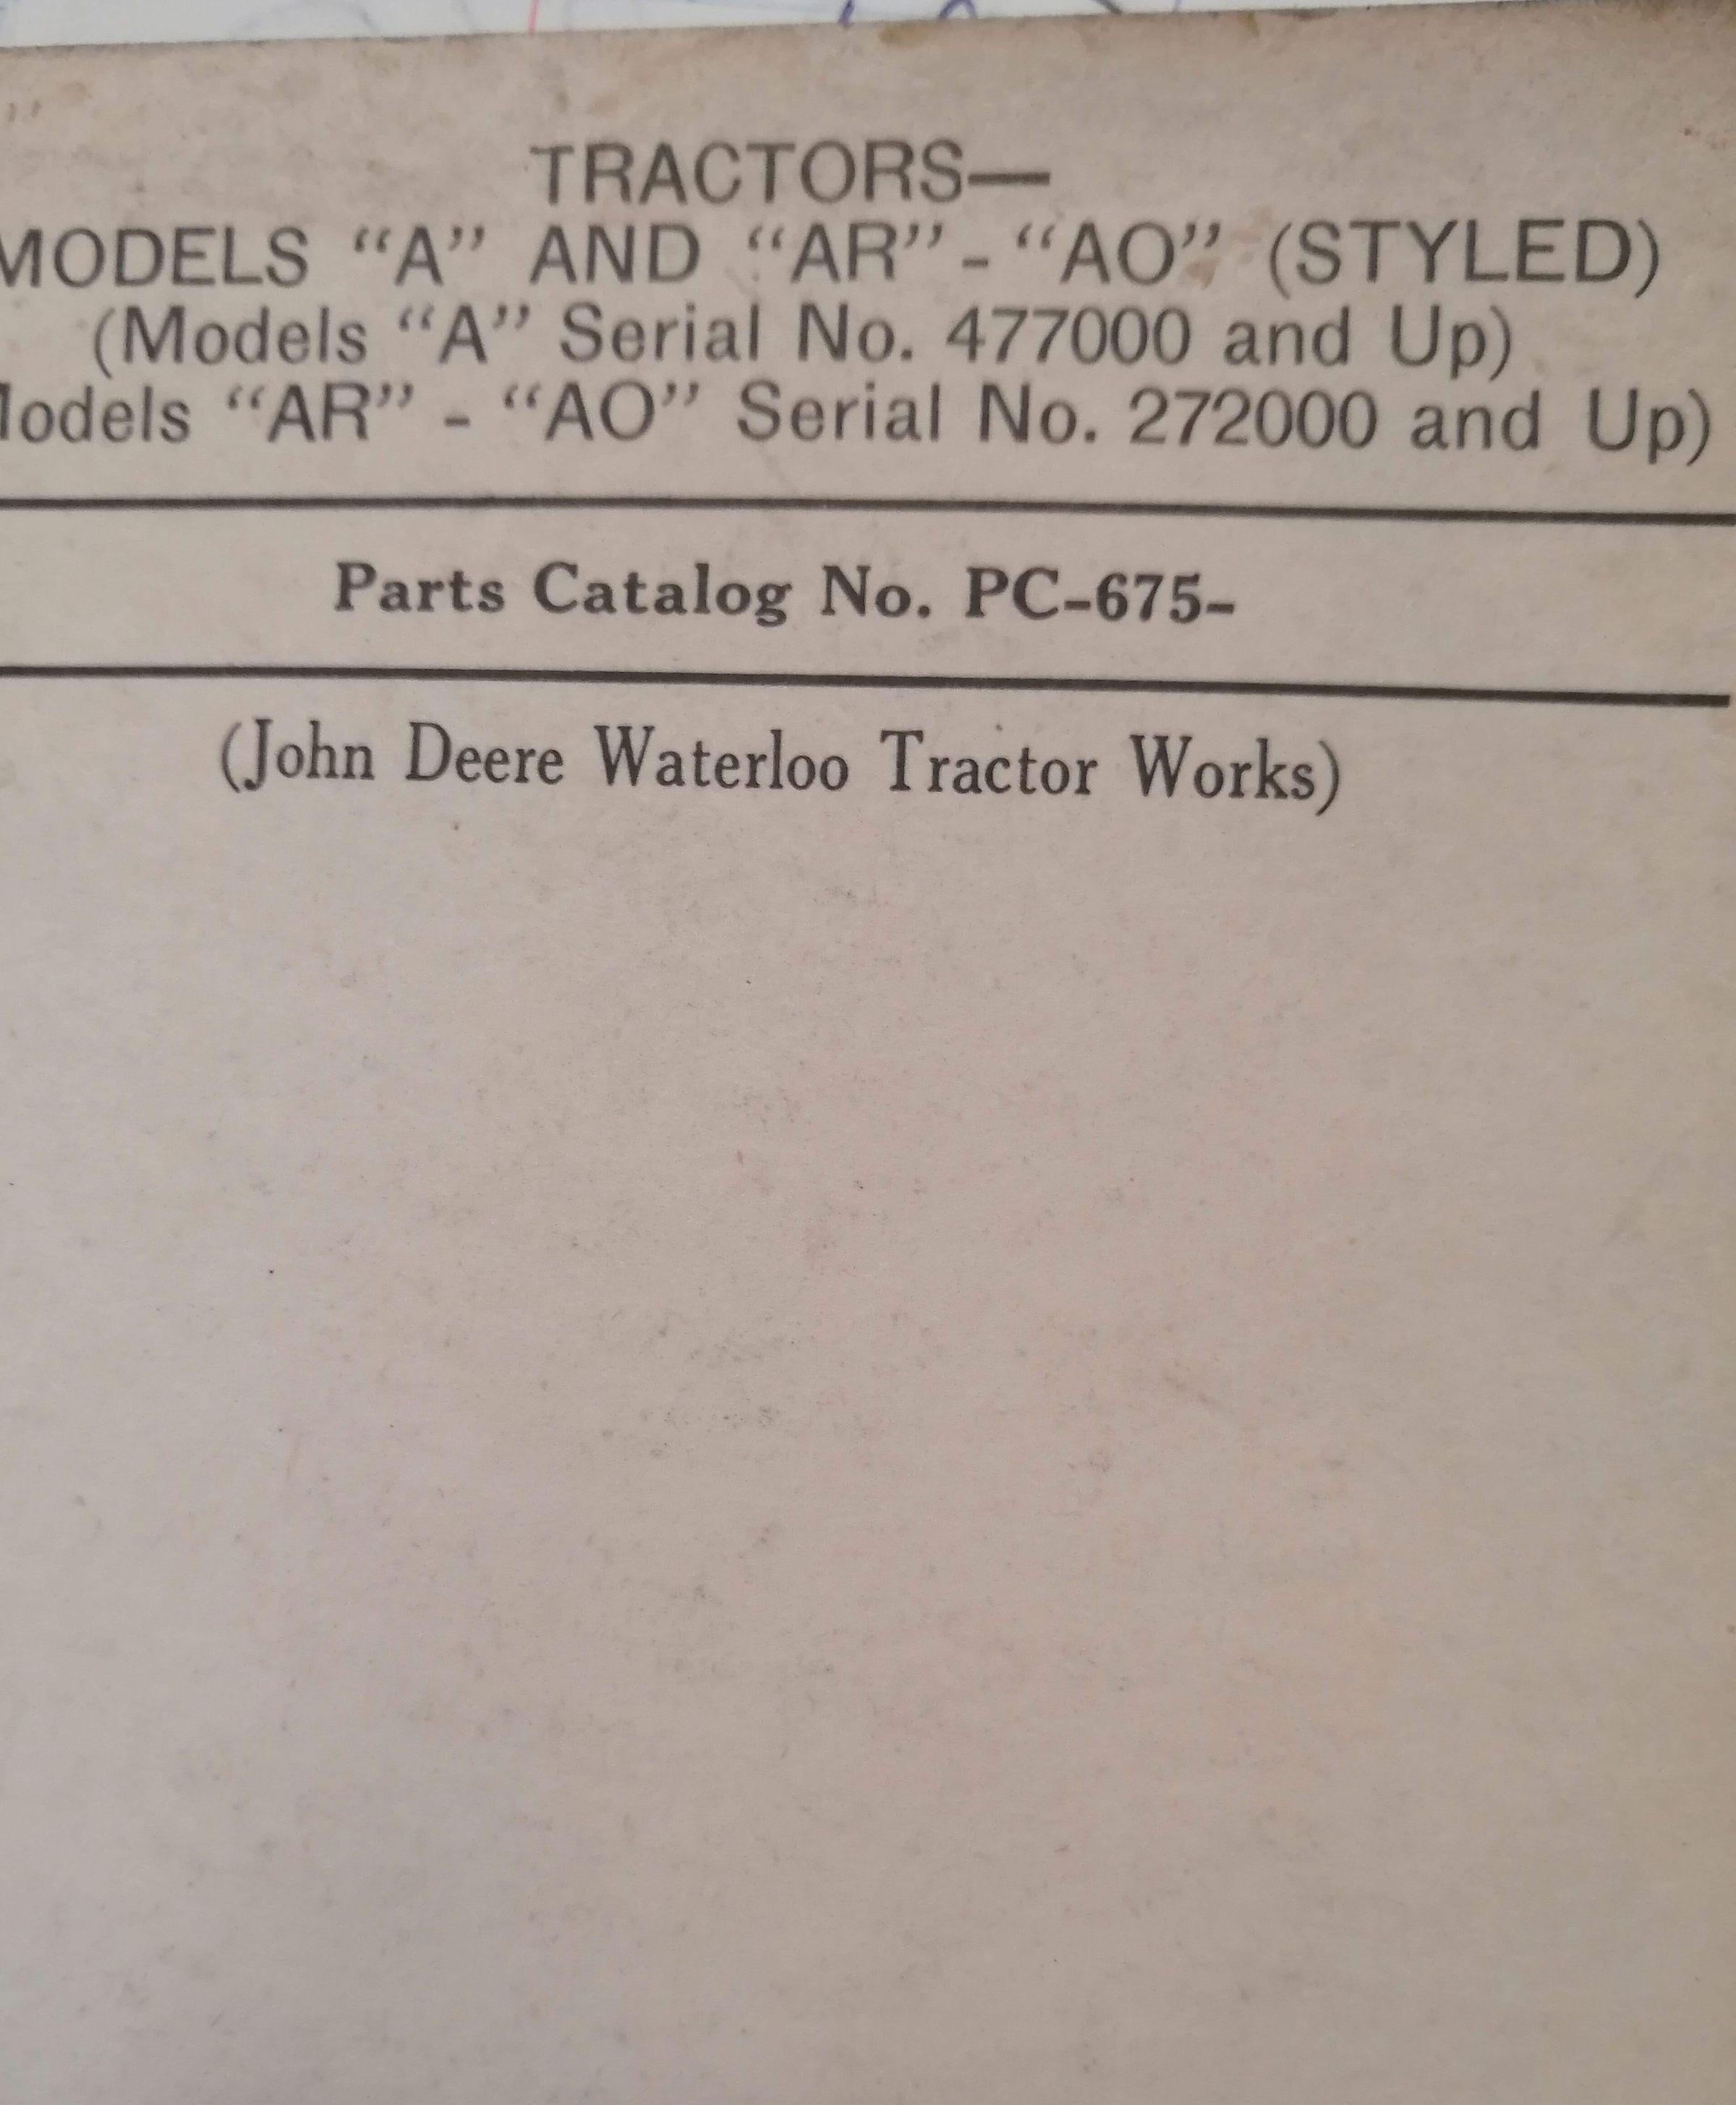 TRACTORS—
MODELS “A” AND “AR” - “AO” (STYLED)
(Models “A” Serial No. 477000 and Up)
“AR” - “AO” Serial No. 272000 and Up)
Parts Catalog No. PC-675-
(John Deere Waterloo Tractor Works)